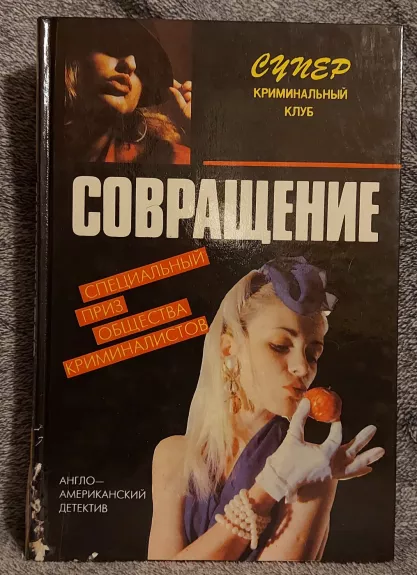 СУПЕР
КРИМИНАЛЬНЫЙ
КЛУБ
СОВРАЩЕНИЕ
СПЕЦИАЛЬНЫЙ
ПРИЗ
ОБЩЕСТВА
КРИМИНАЛИСТОВ
АНГЛО—
АМЕРИКАНСКИЙ
ДЕТЕКТИВ